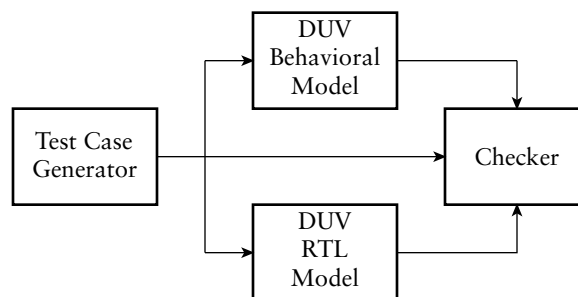 DUV
Behavioral
Model
Test Case
Generator
Checker
DUV
RTL
Model